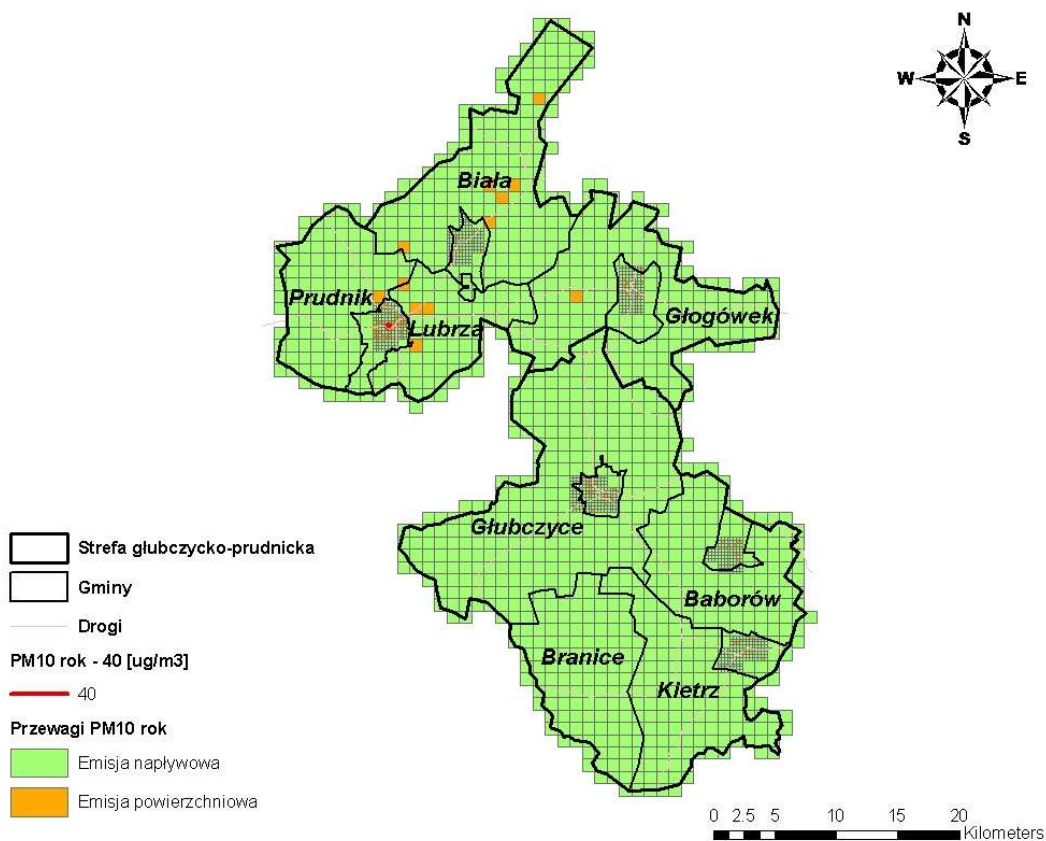 N
W
E
S
Biała
Prudnik
Lubrza
Głogówek
Głubczyce
Baborów
Branice
Kietrz
Strefa głubczycko-prudnicka
Gminy
Drogi
PM10 rok - 40 [ug/m3]
40
Przewagi PM10 rok
Emisja napływowa
Emisja powierzchniowa
0 2.5 5 10 15 20
Kilometers